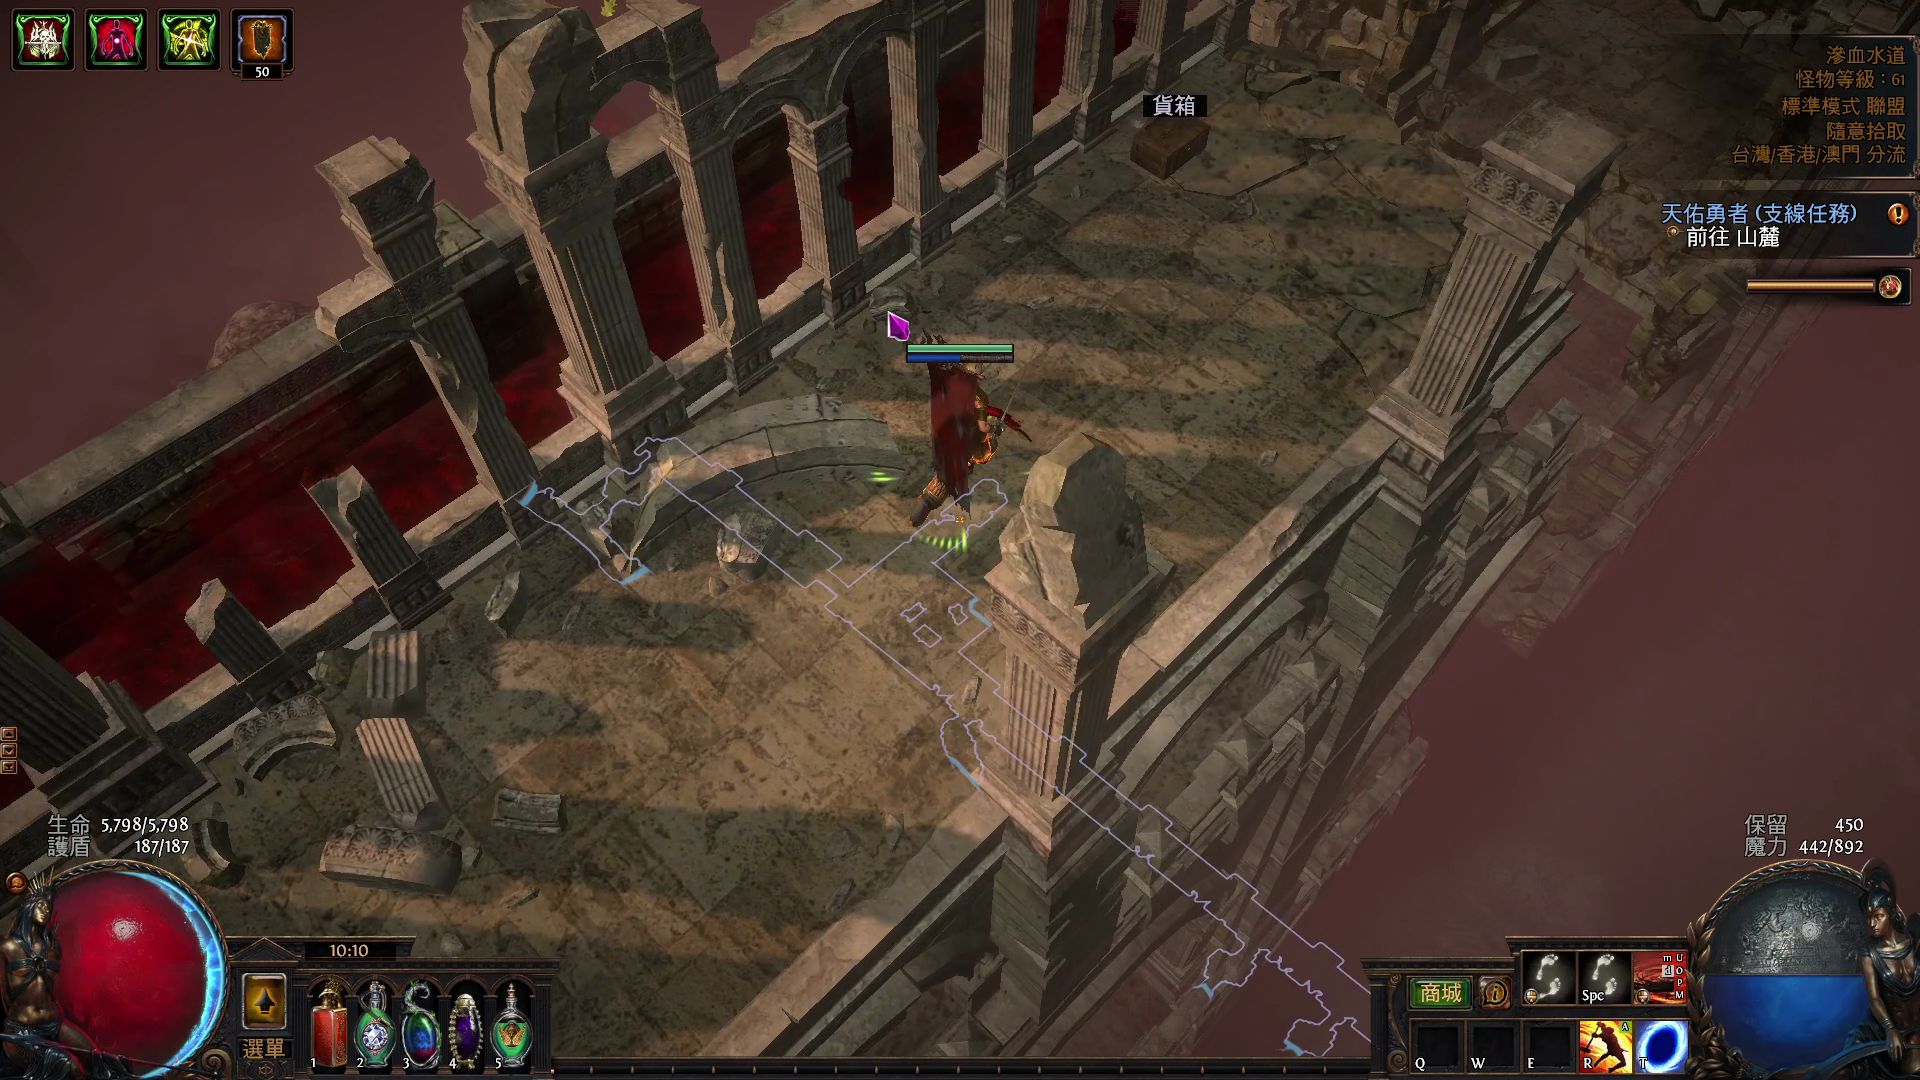 50
貨箱
滲血水道
怪物等級：61
標準模式 聯盟
隨意拾取
台灣/香港/澳門 分流
天佑勇者 (支線任務)
前往 山麓
生命 5,798/5,798
護盾 187/187
保留 450
魔力 442/892
10:10
選單
1 2 3 4 5
商城
Spc
m U
d O
P
M
Q W E R A T